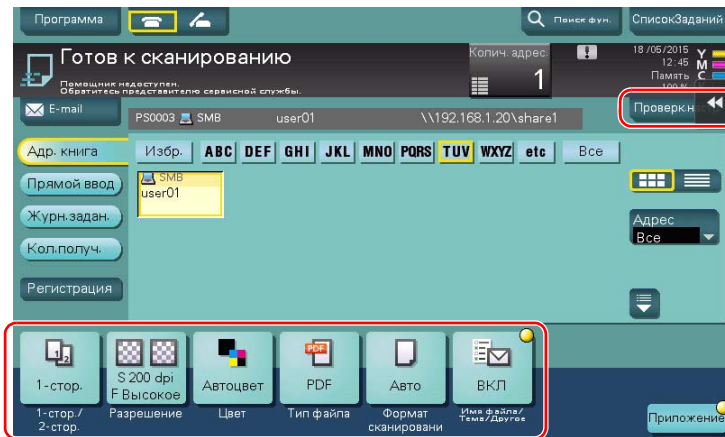 Программа
Поиск фун.
СписокЗаданий
Готов к сканированию
Помощник недоступен.
Обратитесь представителю сервисной службы.
Колич. адрес
1
18/05/2015
12:45
Память
100 %
Y
M
C
E-mail
PS0003 SMB user01 \\192.168.1.20\share1
Адр. книга
Избр. ABC DEF GHI JKL MNO PQRS TUV WXYZ etc Все
SMB
user01
Прямой ввод
Журн.задан.
Кол.получ.
Регистрация
Адрес
Все
1-стор.
S 200 dpi
F Высокое
Автоцвет
PDF
PDF
Авто
ВКЛ
1-стор./
2-стор.
Разрешение
Цвет
Тип файла
Формат
сканировани
Имя файла/
Тема/Другое
Приложение